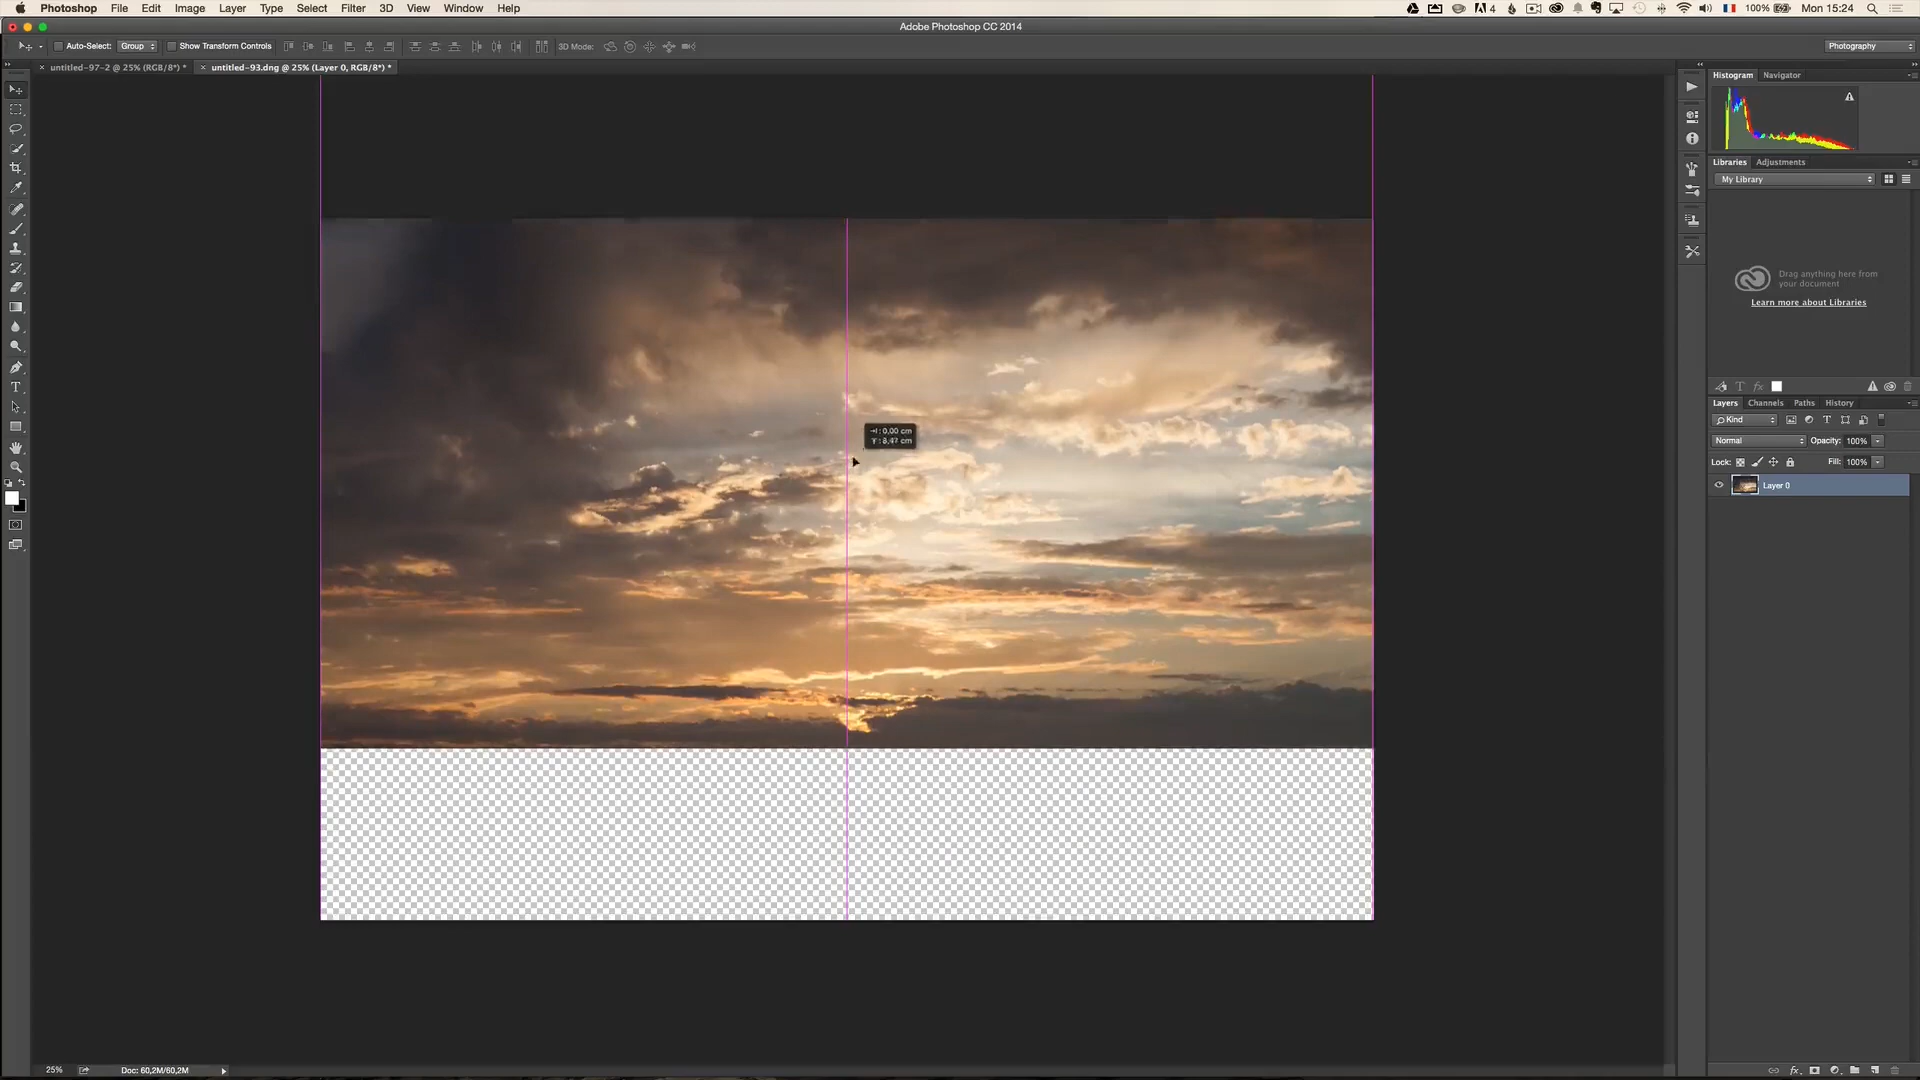 Photoshop File Edit Image Layer Type Select Filter 3D View Window Help 4 100% Mon 15:24
Adobe Photoshop CC 2014
Auto-Select: Group Show Transform Controls 3D Mode: Photography
untitled-97-2 @ 25% (RGB/8*) * untitled-93.dng @ 25% (Layer 0, RGB/8*) *
Histogram Navigator
Libraries Adjustments
My Library
Drag anything here from
your document
Learn more about Libraries
Layers Channels Paths History
Kind
Normal Opacity: 100%
Lock: Fill: 100%
Layer 0
0,00 cm
25% Doc: 60,2M/60,2M